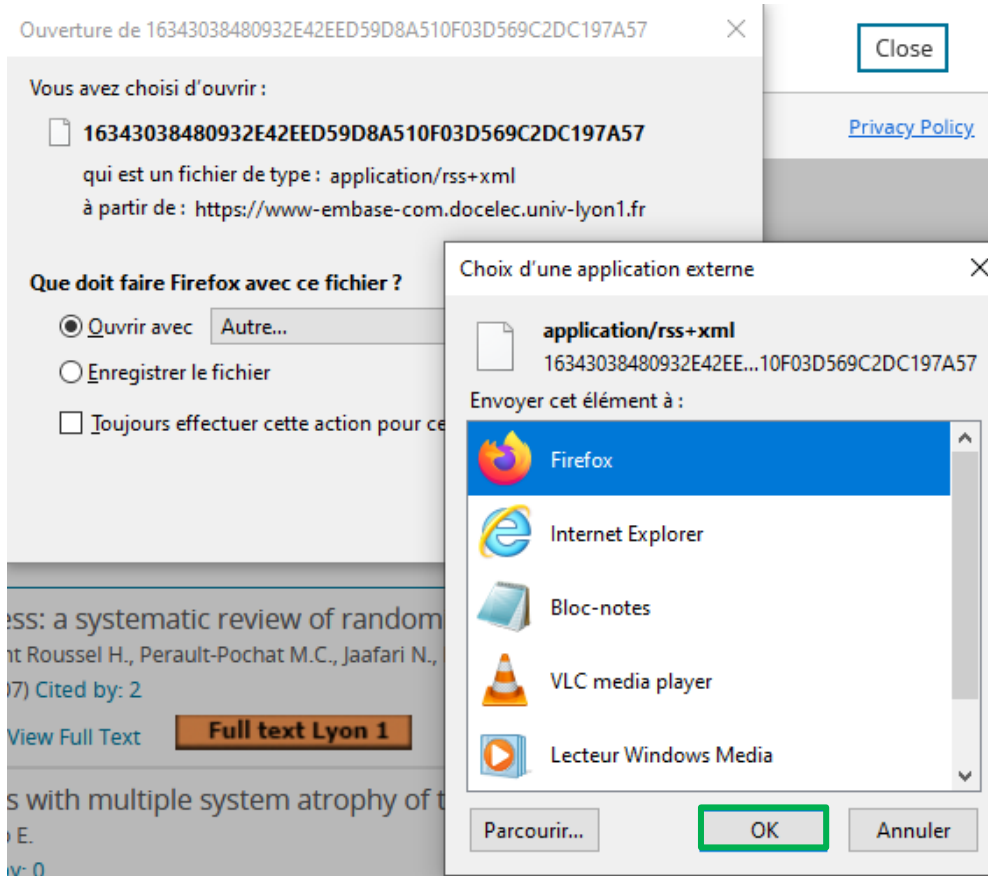 Ouverture de 16343038480932E42EED59D8A510F03D569C2DC197A57
Close
Vous avez choisi d'ouvrir :
16343038480932E42EED59D8A510F03D569C2DC197A57
Privacy Policy
qui est un fichier de type : application/rss+xml
à partir de : https://www-embase-com.docelec.univ-lyon1.fr
Que doit faire Firefox avec ce fichier ?
Ouvrir avec Autre...
Enregistrer le fichier
Toujours effectuer cette action pour ce
Choix d'une application externe
application/rss+xml
16343038480932E42EE...10F03D569C2DC197A57
Envoyer cet élément à :
Firefox
Internet Explorer
Bloc-notes
VLC media player
Lecteur Windows Media
Parcourir... OK Annuler
ess: a systematic review of random
nt Roussel H., Perault-Pochat M.C., Jaafari N.,
07) Cited by: 2
View Full Text Full text Lyon 1
s with multiple system atrophy of t
E.
by: 0